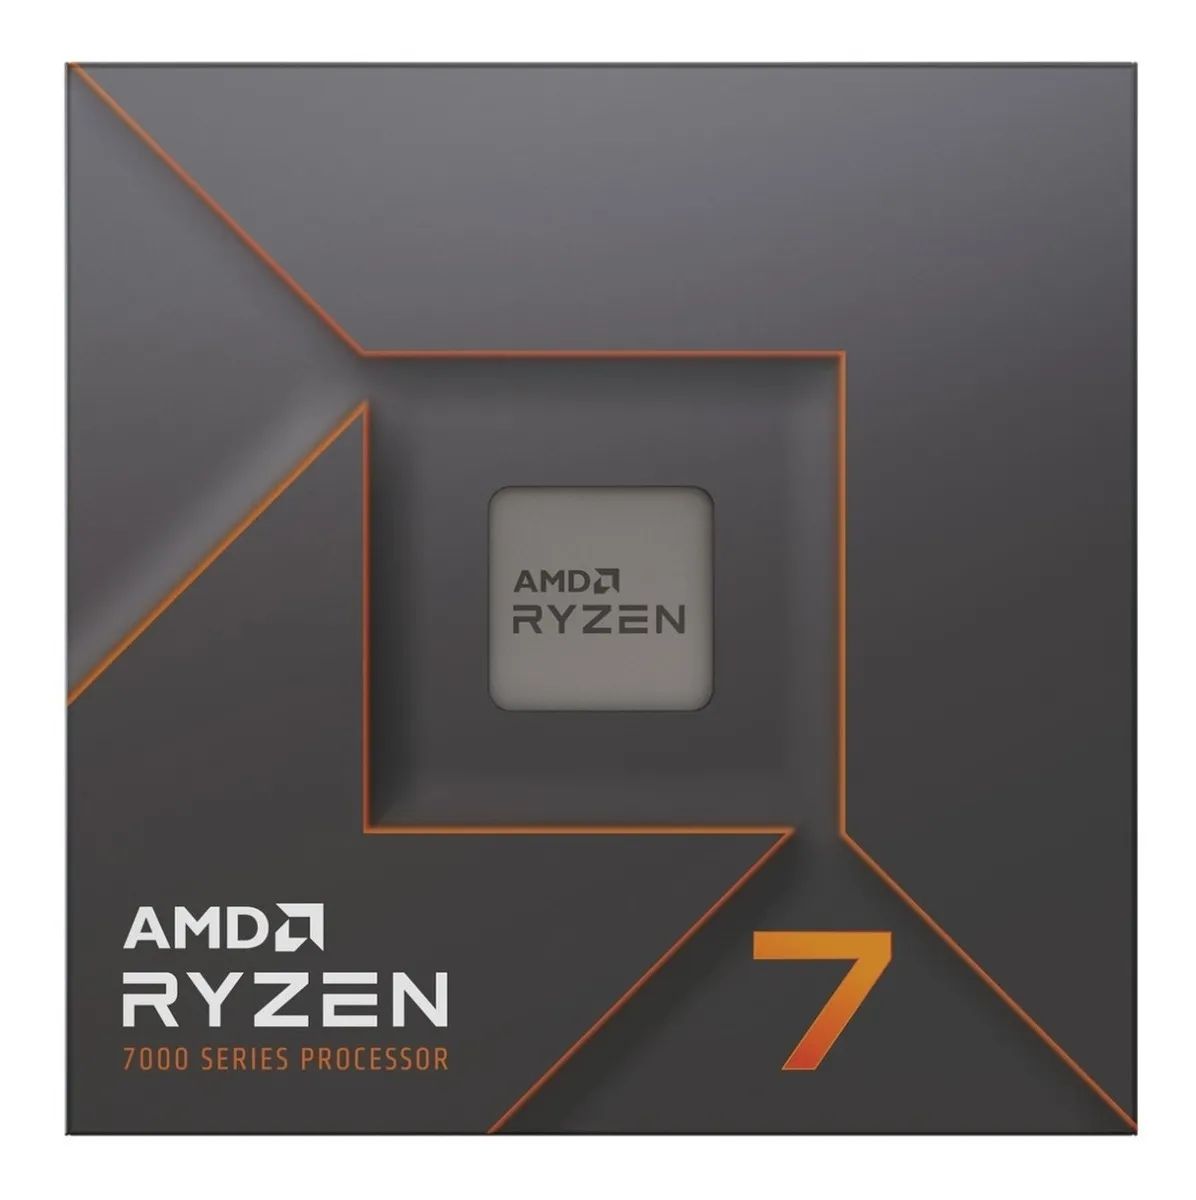 AMD
RYZEN
AMD
RYZEN
7000 SERIES PROCESSOR
7